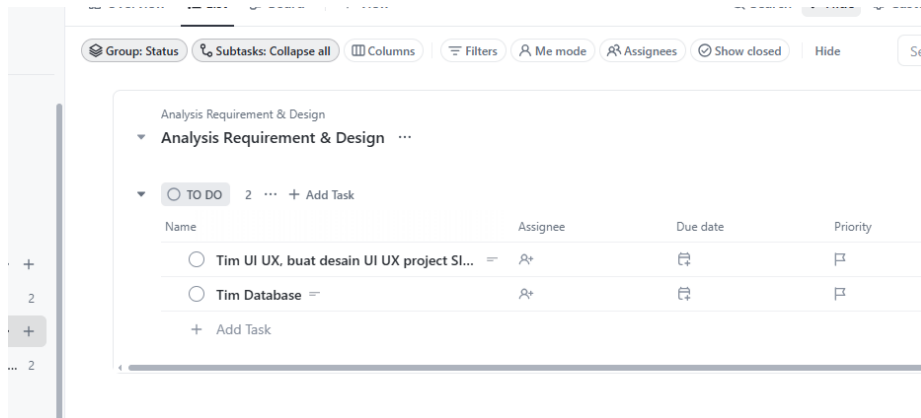 Group: Status Subtasks: Collapse all Columns Filters Me mode Assignees Show closed Hide
Analysis Requirement & Design
Analysis Requirement & Design ...
TO DO 2 ... + Add Task
Name Assignee Due date Priority
Tim UI UX, buat desain UI UX project SI...
Tim Database
+ Add Task
+
2
+
... 2